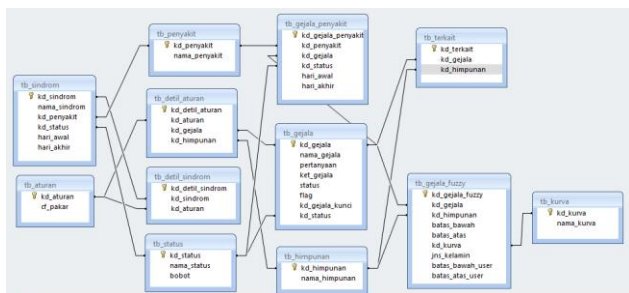 tb_penyakit
kd_penyakit
nama_penyakit
tb_gejala_penyakit
kd_gejala_penyakit
kd_penyakit
kd_gejala
kd_status
hari_awal
hari_akhir
tb_terkait
kd_terkait
kd_gejala
kd_himpunan
tb_sindrom
kd_sindrom
nama_sindrom
kd_penyakit
kd_status
hari_awal
hari_akhir
tb_detil_aturan
kd_detil_aturan
kd_aturan
kd_gejala
kd_himpunan
tb_gejala
kd_gejala
nama_gejala
pertanyaan
ket_gejala
status
flag
kd_gejala_kunci
kd_status
tb_aturan
kd_aturan
cf_pakar
tb_detil_sindrom
kd_detil_sindrom
kd_sindrom
kd_aturan
tb_gejala_fuzzy
kd_gejala_fuzzy
kd_gejala
kd_himpunan
batas_bawah
batas_atas
kd_kurva
jns_kelamin
batas_bawah_user
batas_atas_user
tb_kurva
kd_kurva
nama_kurva
tb_status
kd_status
nama_status
bobot
tb_himpunan
kd_himpunan
nama_himpunan